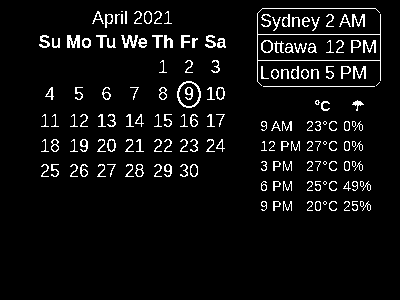 April 2021
Su Mo Tu We Th Fr Sa
1 2 3
4 5 6 7 8 9 10
11 12 13 14 15 16 17
18 19 20 21 22 23 24
25 26 27 28 29 30
Sydney 2 AM
Ottawa 12 PM
London 5 PM
°C
9 AM 23°C 0%
12 PM 27°C 0%
3 PM 27°C 0%
6 PM 25°C 49%
9 PM 20°C 25%